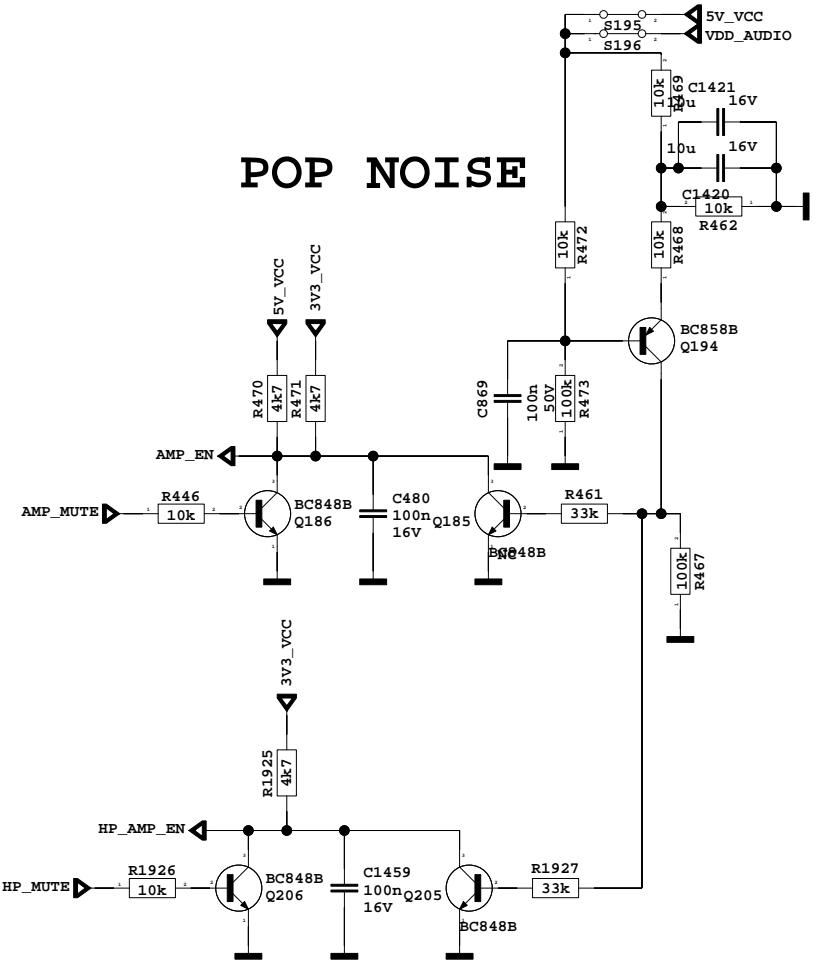 5V_VCC
S195
VDD_AUDIO
S196
10k
R469
C1421
10u
16V
10u
16V
C1420
10k
R462
POP NOISE
10k
R472
10k
R468
5V_VCC
3V3_VCC
BC858B
Q194
R470
4k7
R471
4k7
C869
100n
50V
100k
R473
AMP_EN
AMP_MUTE
R446
10k
BC848B
Q186
C480
100n
16V
Q185
BC848B
NC
R461
33k
100k
R467
3V3_VCC
R1925
4k7
HP_AMP_EN
HP_MUTE
R1926
10k
BC848B
Q206
C1459
100n
16V
Q205
BC848B
R1927
33k